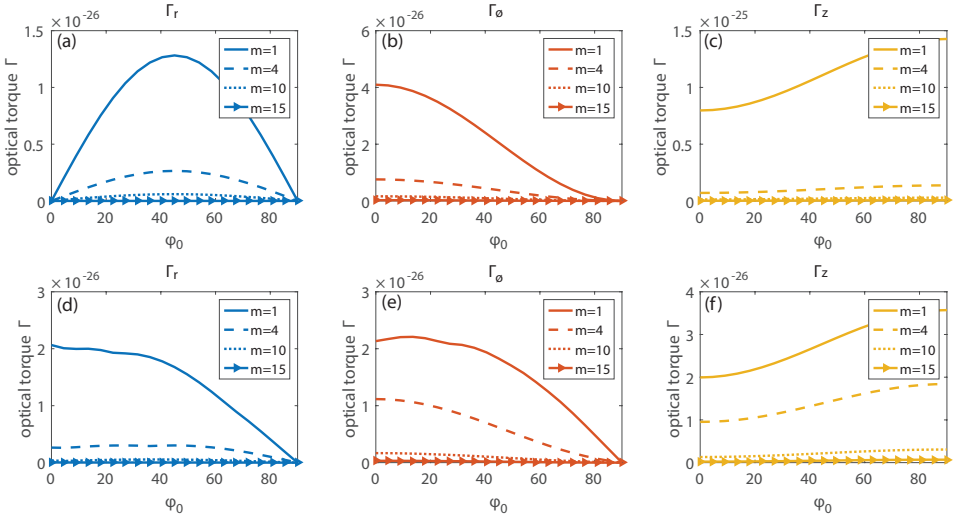 × 10-26 Γr
(a)
optical torque Γ
1.5
1
0.5
0
0 20 40 60 80
φ0
m=1
m=4
m=10
m=15
× 10-26 Γø
(b)
optical torque Γ
6
4
2
0
0 20 40 60 80
φ0
m=1
m=4
m=10
m=15
× 10-25 Γz
(c)
optical torque Γ
1.5
1
0.5
0
0 20 40 60 80
φ0
m=1
m=4
m=10
m=15
× 10-26 Γr
(d)
optical torque Γ
3
2
1
0
0 20 40 60 80
φ0
m=1
m=4
m=10
m=15
× 10-26 Γø
(e)
optical torque Γ
3
2
1
0
0 20 40 60 80
φ0
m=1
m=4
m=10
m=15
× 10-26 Γz
(f)
optical torque Γ
4
3
2
1
0
0 20 40 60 80
φ0
m=1
m=4
m=10
m=15